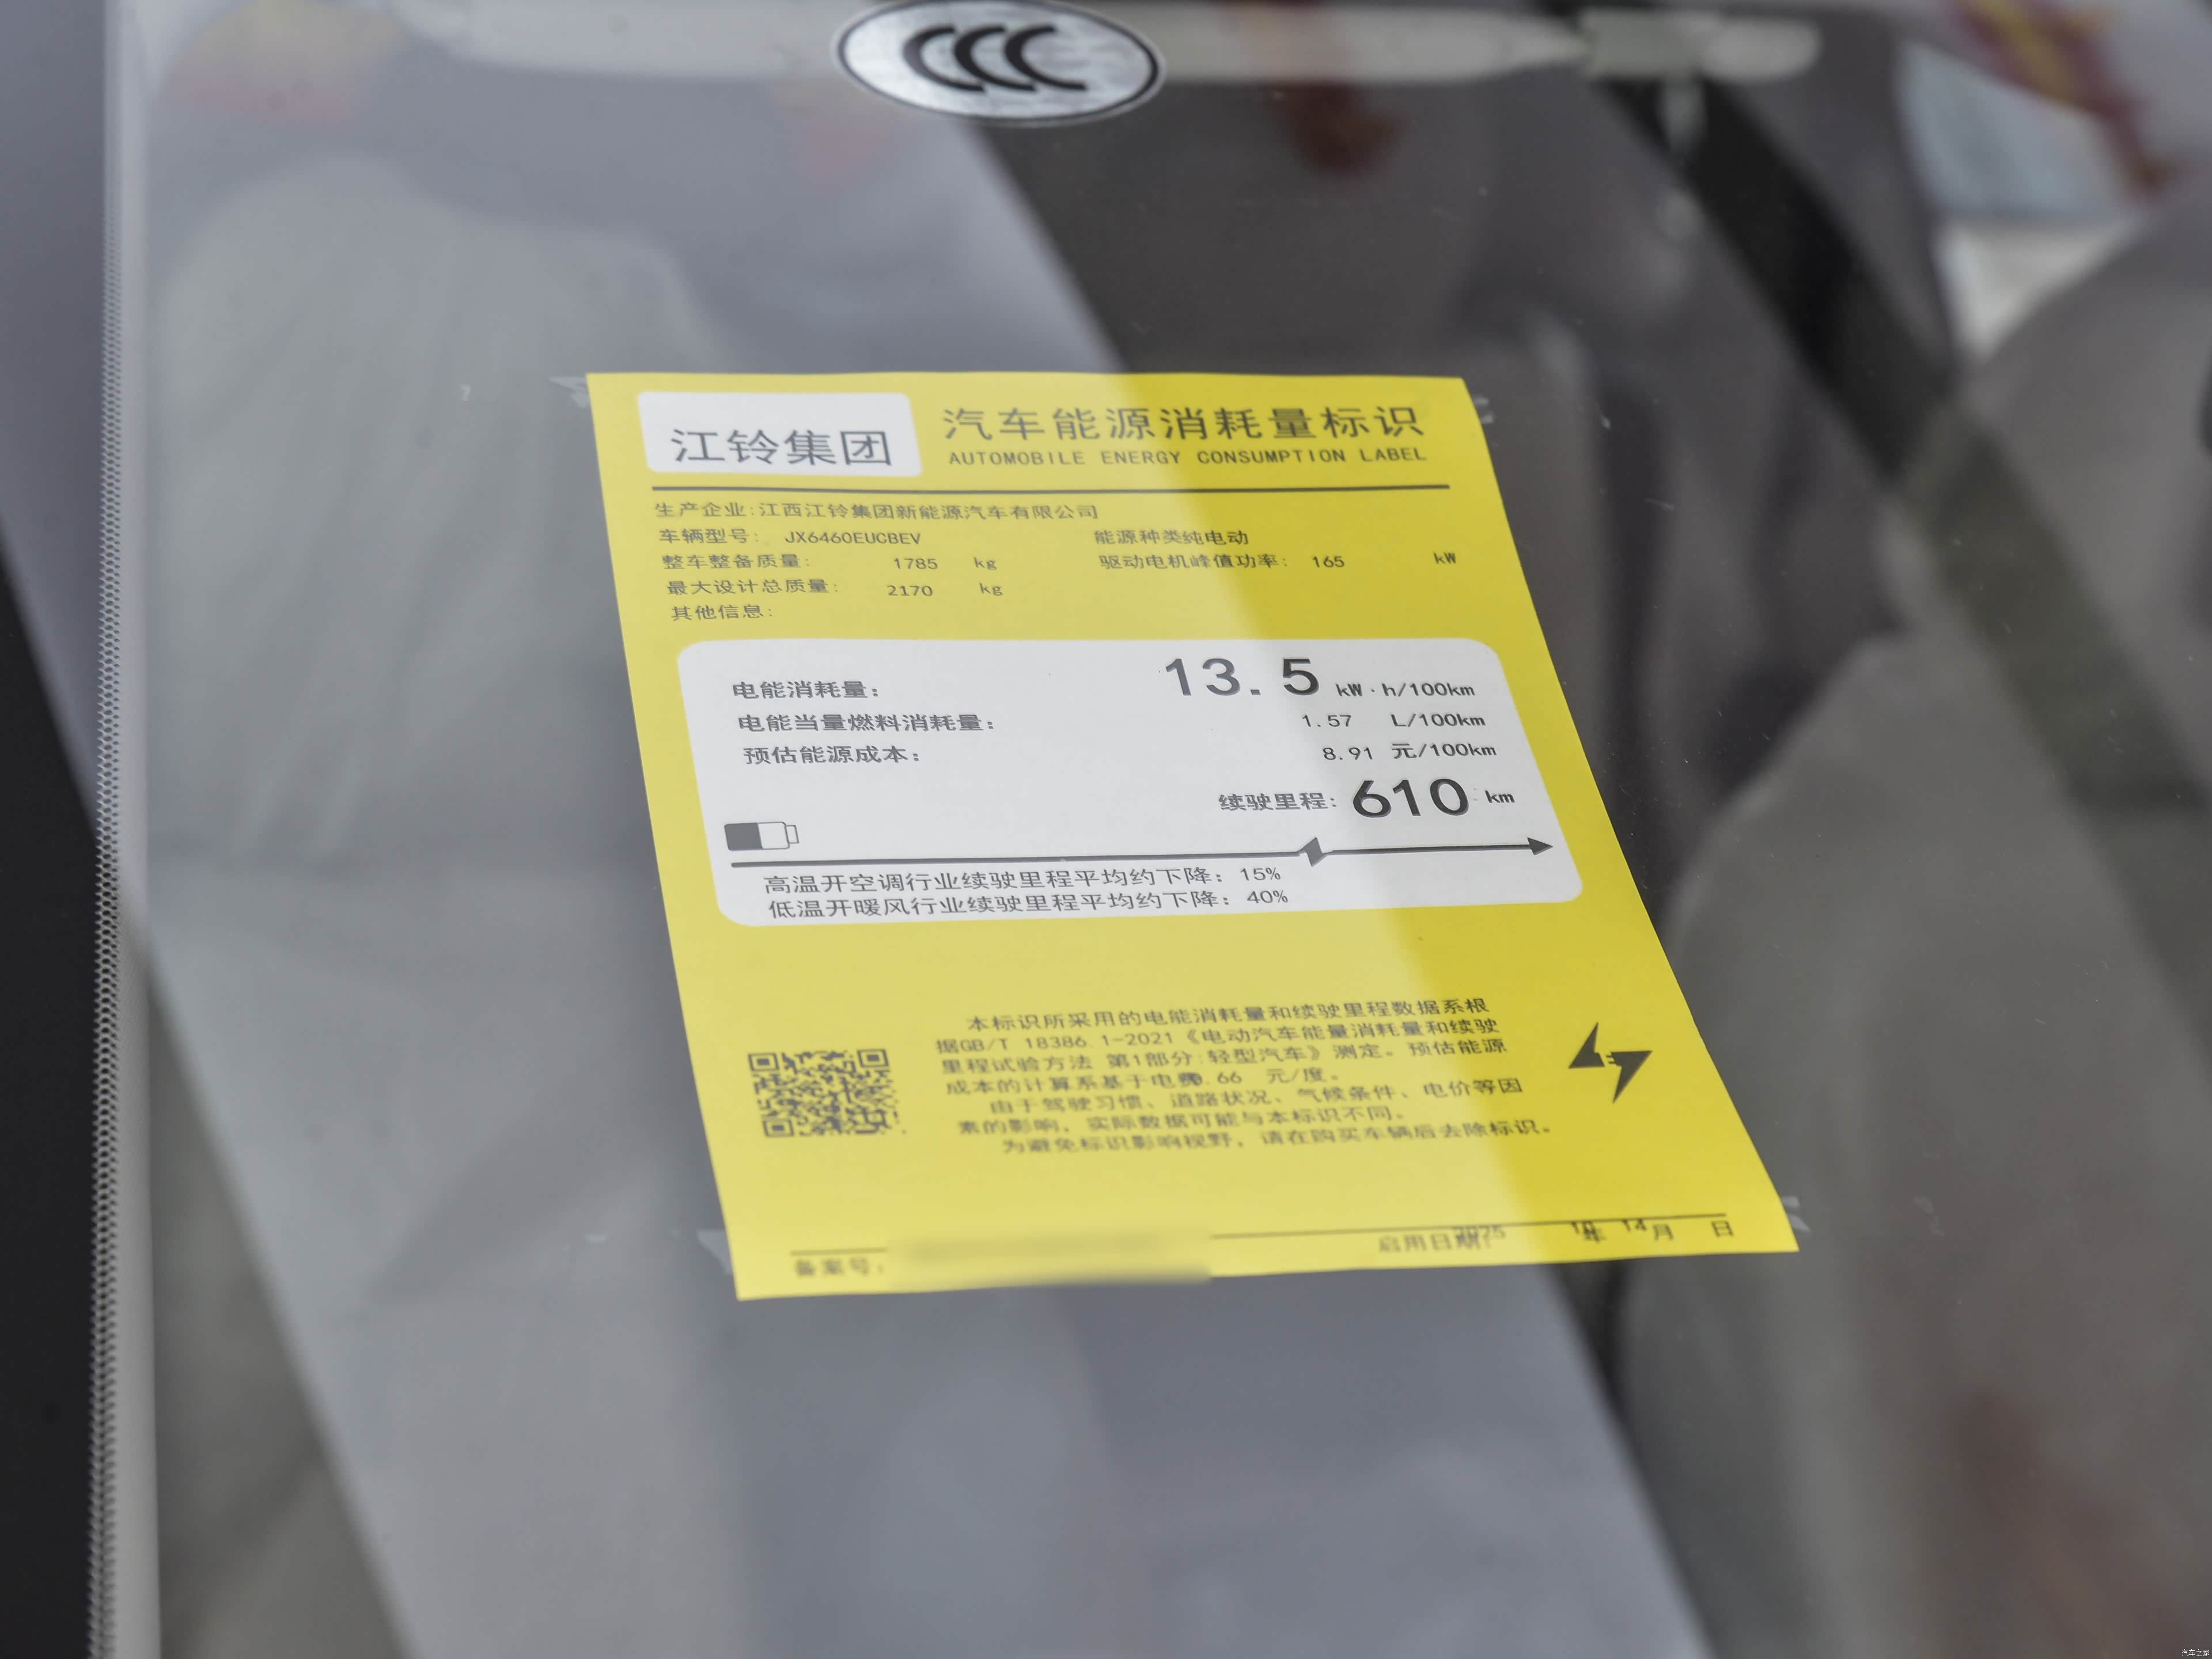 CCC
江铃集团
汽车能源消耗量标识
AUTOMOBILE ENERGY CONSUMPTION LABEL
生产企业:江西江铃集团新能源汽车有限公司
车辆型号: JX6460EUCBEV 能源种类纯电动
整车整备质量: 1785 kg 驱动电机峰值功率: 165 kW
最大设计总质量: 2170 kg
其他信息:
电能消耗量: 13.5 kW·h/100km
电能当量燃料消耗量: 1.57 L/100km
预估能源成本: 8.91 元/100km
续驶里程: 610 km
高温开空调行业续驶里程平均约下降: 15%
低温开暖风行业续驶里程平均约下降: 40%
本标识所采用的电能消耗量和续驶里程数据系根
据GB/T 18386.1-2021《电动汽车能量消耗量和续驶
里程试验方法 第1部分:轻型汽车》测定。预估能源
成本的计算系基于电费0.66 元/度。
由于驾驶习惯、道路状况、气候条件、电价等因
素的影响，实际数据可能与本标识不同。
为避免标识影响视野，请在购买车辆后去除标识。
备案号: 启用日期: 2025 年 10 月 14 日
汽车之家